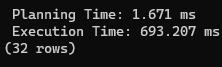 Planning Time: 1.671 ms
Execution Time: 693.207 ms
(32 rows)